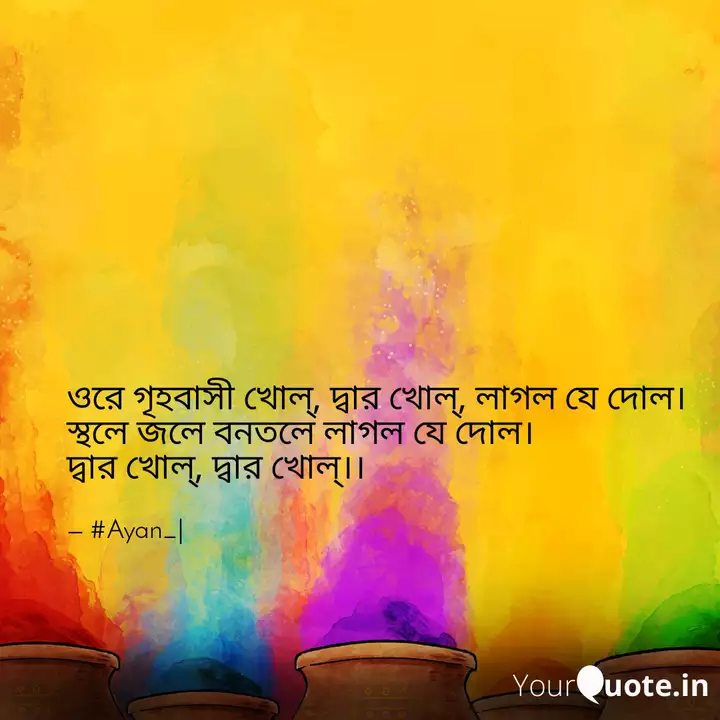 ওরে গৃহবাসী খোল্, দ্বার খোল্, লাগল যে দোল।
স্থলে জলে বনতলে লাগল যে দোল।
দ্বার খোল্, দ্বার খোল্।।
– #Ayan_|
YourQuote.in